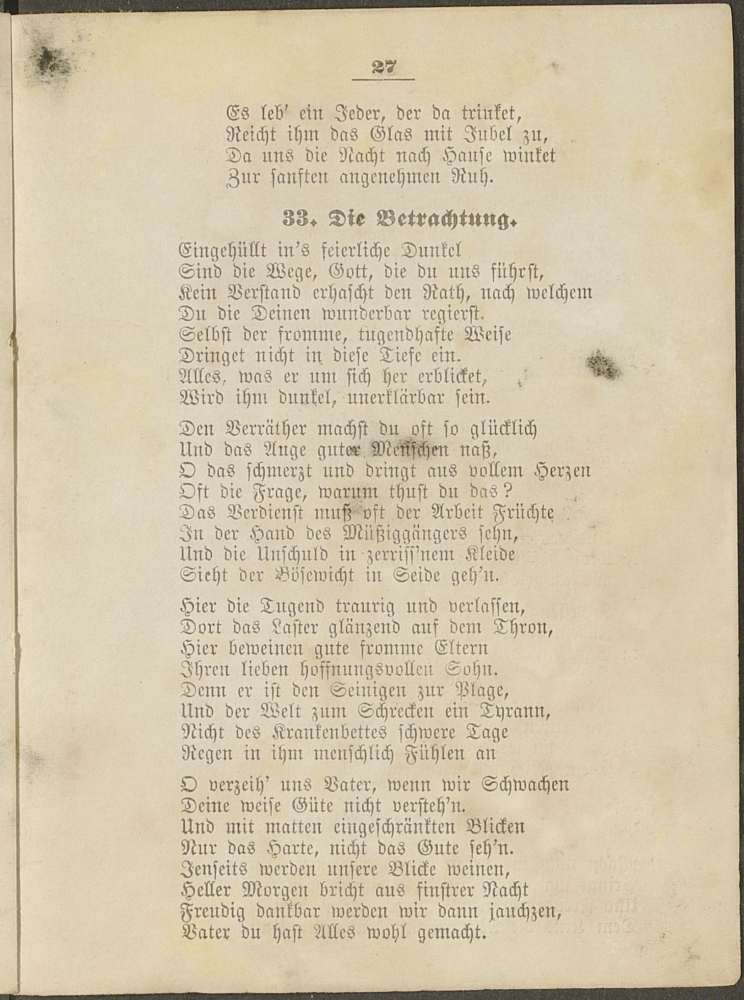 27
Es leb' ein Jeder, der da trinket,
Reicht ihm das Glas mit Jubel zu,
Da uns die Nacht nach Hause winket
Zur sanften angenehmen Ruh.
33. Die Betrachtung.
Eingehüllt in's feierliche Dunkel
Sind die Wege, Gott, die du uns führst,
Kein Verstand erhascht den Rath, nach welchem
Du die Deinen wunderbar regierst.
Selbst der fromme, tugendhafte Weise
Dringet nicht in diese Tiefe ein.
Alles, was er um sich her erblicket,
Wird ihm dunkel, unerklärbar sein.
Den Verräther machst du oft so glücklich
Und das Auge guter Menschen naß,
O das schmerzt und dringt aus vollem Herzen
Oft die Frage, warum thust du das?
Das Verdienst muß oft der Arbeit Früchte
In der Hand des Müßiggängers sehn,
Und die Unschuld in zerriss'nem Kleide
Sieht der Bösewicht in Seide geh'n.
Hier die Tugend traurig und verlassen,
Dort das Laster glänzend auf dem Thron,
Hier beweinen gute fromme Eltern
Ihren lieben hoffnungsvollen Sohn.
Denn er ist den Seinigen zur Plage,
Und der Welt zum Schrecken ein Tyrann,
Nicht des Krankenbettes schwere Tage
Regen in ihm menschlich Fühlen an
O verzeih' uns Vater, wenn wir Schwachen
Deine weise Güte nicht versteh'n.
Und mit matten eingeschränkten Blicken
Nur das Harte, nicht das Gute seh'n.
Jenseits werden unsere Blicke weinen,
Heller Morgen bricht aus finstrer Nacht
Freudig dankbar werden wir dann jauchzen,
Vater du hast Alles wohl gemacht.